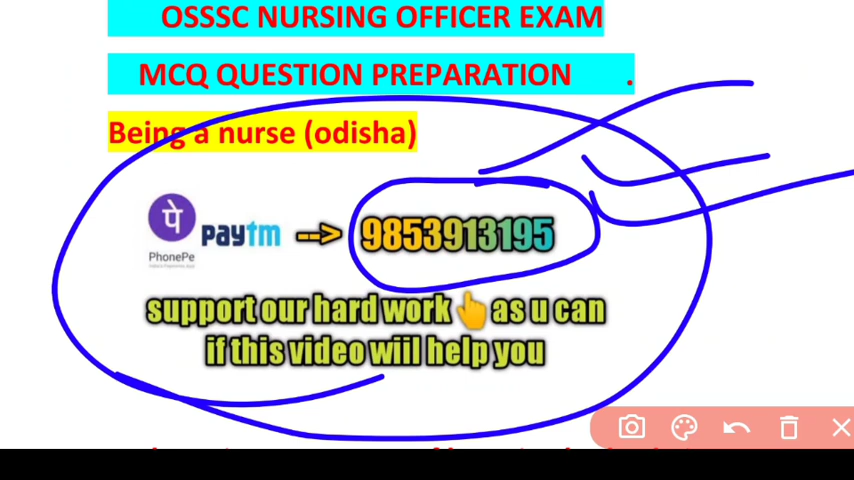 OSSSC NURSING OFFICER EXAM
MCQ QUESTION PREPARATION .
Being a nurse (odisha)
पे paytm --> 9853913195
PhonePe
support our hard work 👆 as u can
if this video wiil help you